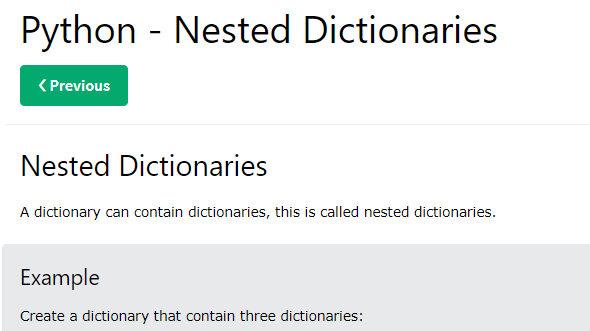 Python - Nested Dictionaries
❮ Previous
Nested Dictionaries
A dictionary can contain dictionaries, this is called nested dictionaries.
Example
Create a dictionary that contain three dictionaries: